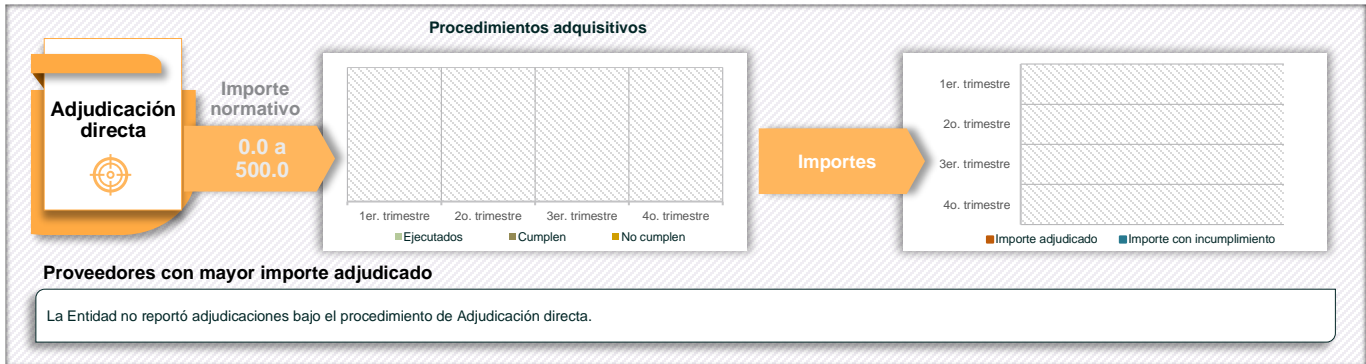 Procedimientos adquisitivos
Adjudicación
directa
Importe
normativo
0.0 a
500.0
1er. trimestre 2o. trimestre 3er. trimestre 4o. trimestre
Ejecutados Cumplen No cumplen
Importes
1er. trimestre
2o. trimestre
3er. trimestre
4o. trimestre
Importe adjudicado Importe con incumplimiento
Proveedores con mayor importe adjudicado
La Entidad no reportó adjudicaciones bajo el procedimiento de Adjudicación directa.